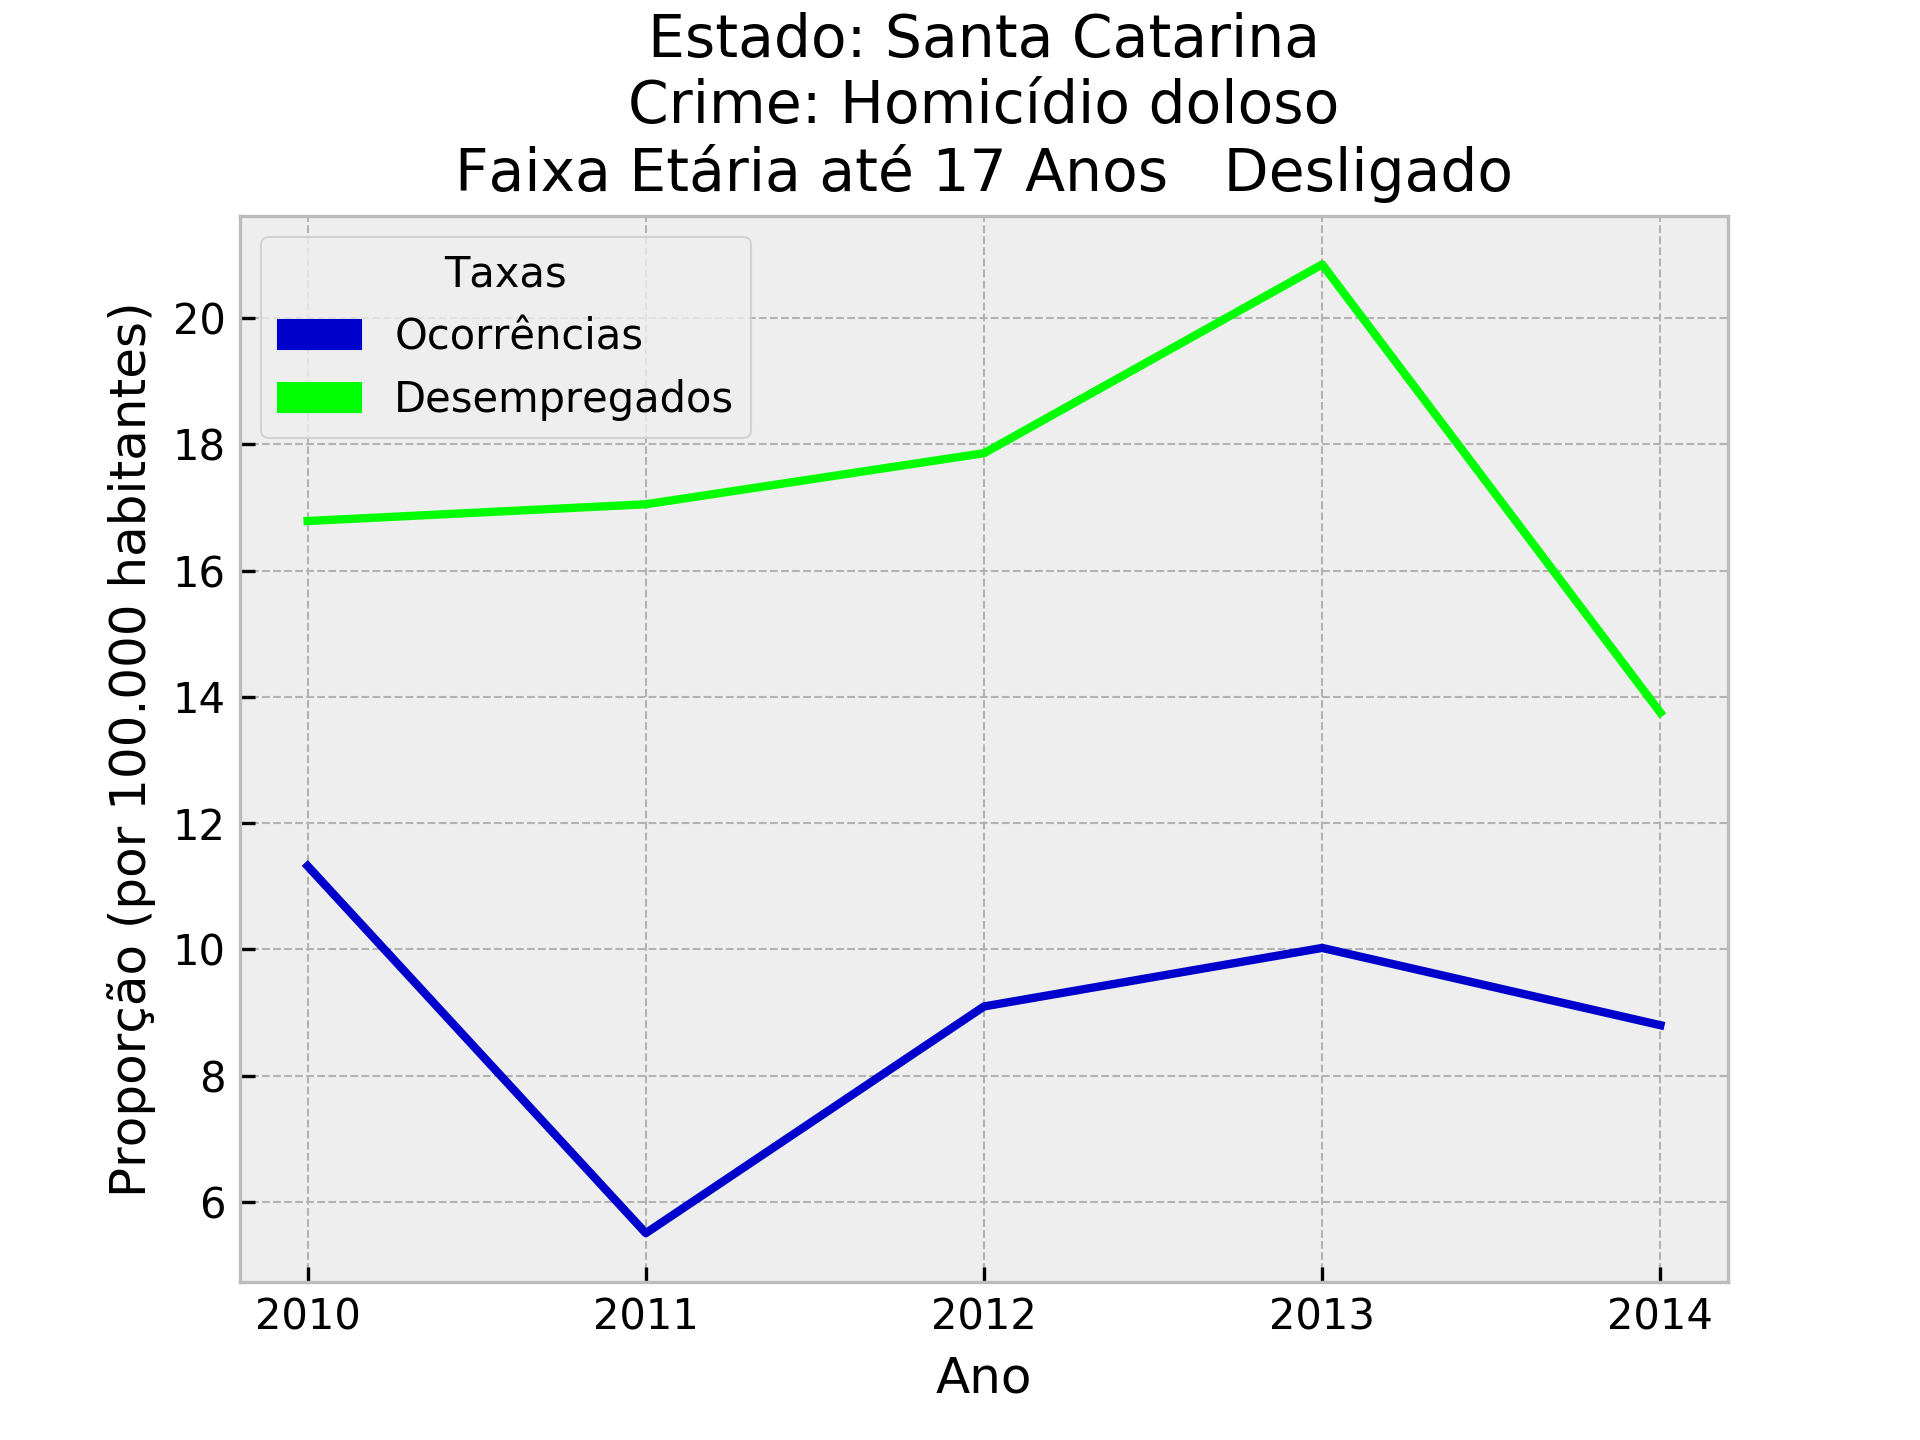 Estado: Santa Catarina
Crime: Homicídio doloso
Faixa Etária até 17 Anos   Desligado
Taxas
Ocorrências
Desempregados
Proporção (por 100.000 habitantes)
20
18
16
14
12
10
8
6
2010 2011 2012 2013 2014
Ano